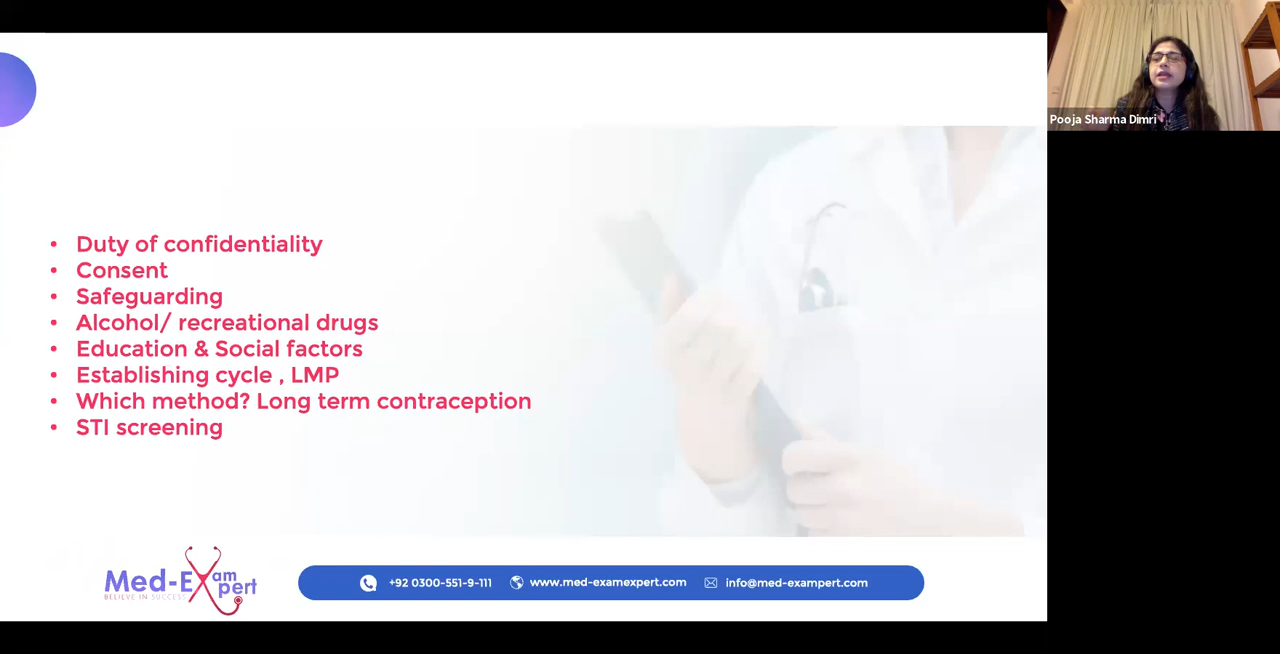 Pooja Sharma Dimri
• Duty of confidentiality
• Consent
• Safeguarding
• Alcohol/ recreational drugs
• Education & Social factors
• Establishing cycle , LMP
• Which method? Long term contraception
• STI screening
Med-Exam
pert
BELIEVE IN SUCCESS
+92 0300-551-9-111 www.med-examexpert.com info@med-exampert.com